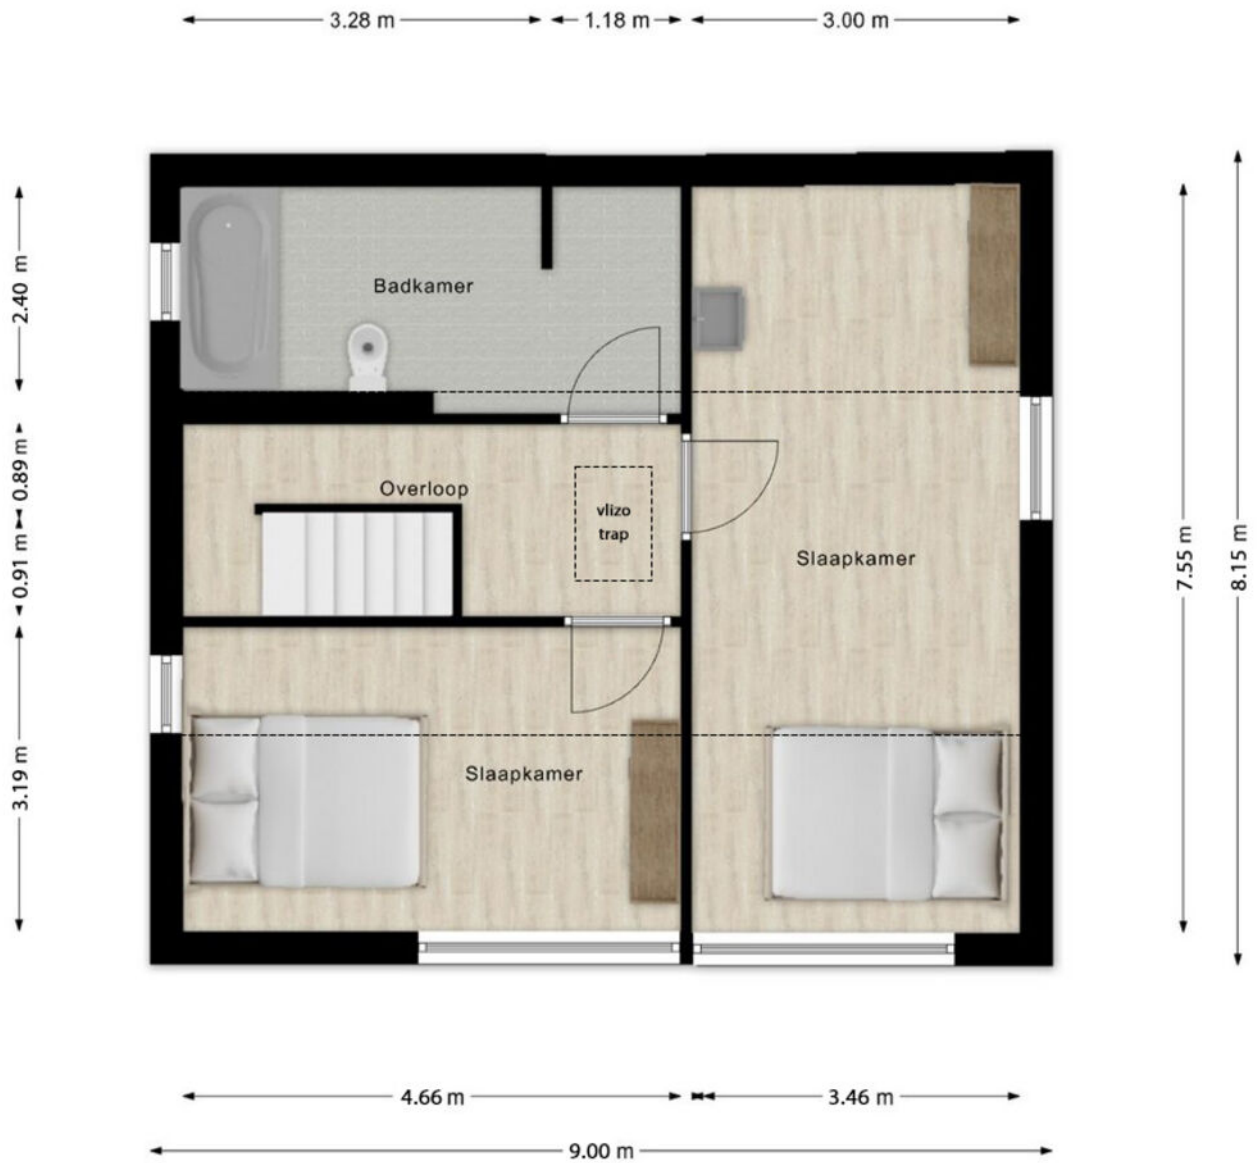 3.28 m
1.18 m
3.00 m
2.40 m
Badkamer
0.89 m
Overloop
vlizo
trap
0.91 m
Slaapkamer
7.55 m
8.15 m
3.19 m
Slaapkamer
4.66 m
3.46 m
9.00 m